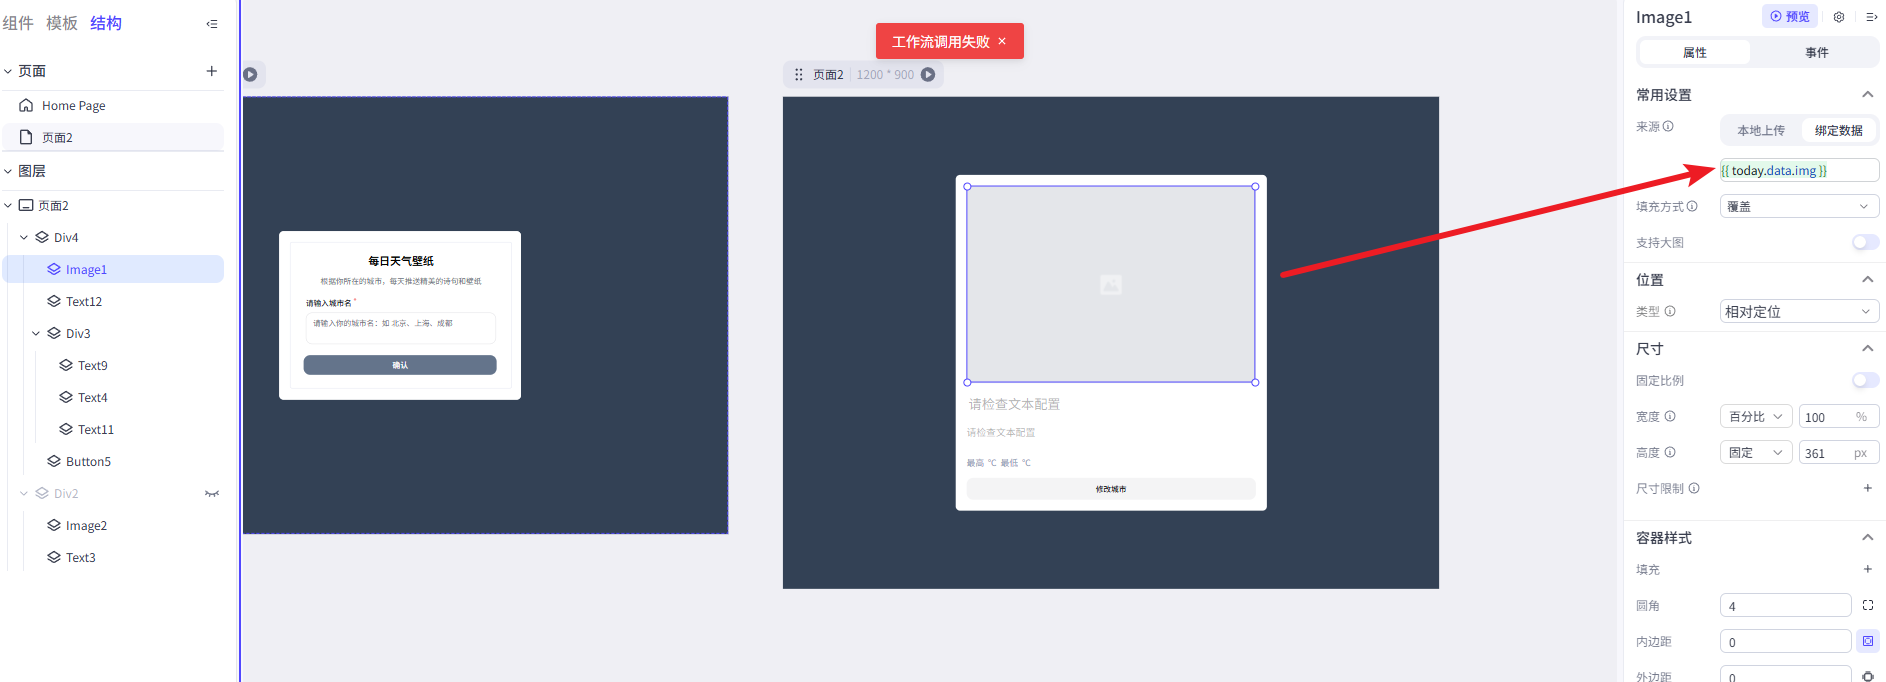 组件 模板 结构
页面
Home Page
页面2
图层
页面2
Div4
Image1
Text12
Div3
Text9
Text4
Text11
Button5
Div2
Image2
Text3
工作流调用失败 ×
页面2 1200 * 900
每日天气壁纸
根据你所在的城市，每天推送精美的诗句和壁纸
请输入城市名 *
请输入你的城市名：如 北京、上海、成都
确认
请检查文本配置
请检查文本配置
最高 ℃ 最低 ℃
修改城市
Image1 预览
属性 事件
常用设置
来源 本地上传 绑定数据
{{ today.data.img }}
填充方式 覆盖
支持大图
位置
类型 相对定位
尺寸
固定比例
宽度 百分比 100 %
高度 固定 361 px
尺寸限制
容器样式
填充
圆角 4
内边距 0
外边距 0